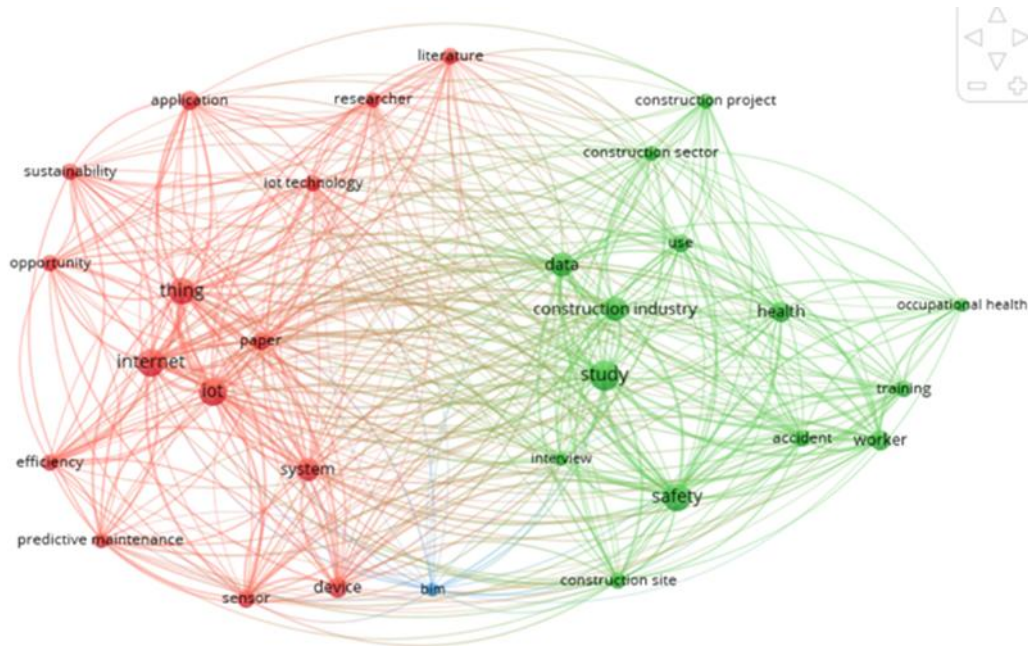 literature
application
researcher
construction project
construction sector
sustainability
iot technology
use
opportunity
data
thing
construction industry
health
occupational health
paper
internet
study
iot
training
accident
worker
interview
efficiency
system
safety
predictive maintenance
construction site
device
bim
sensor